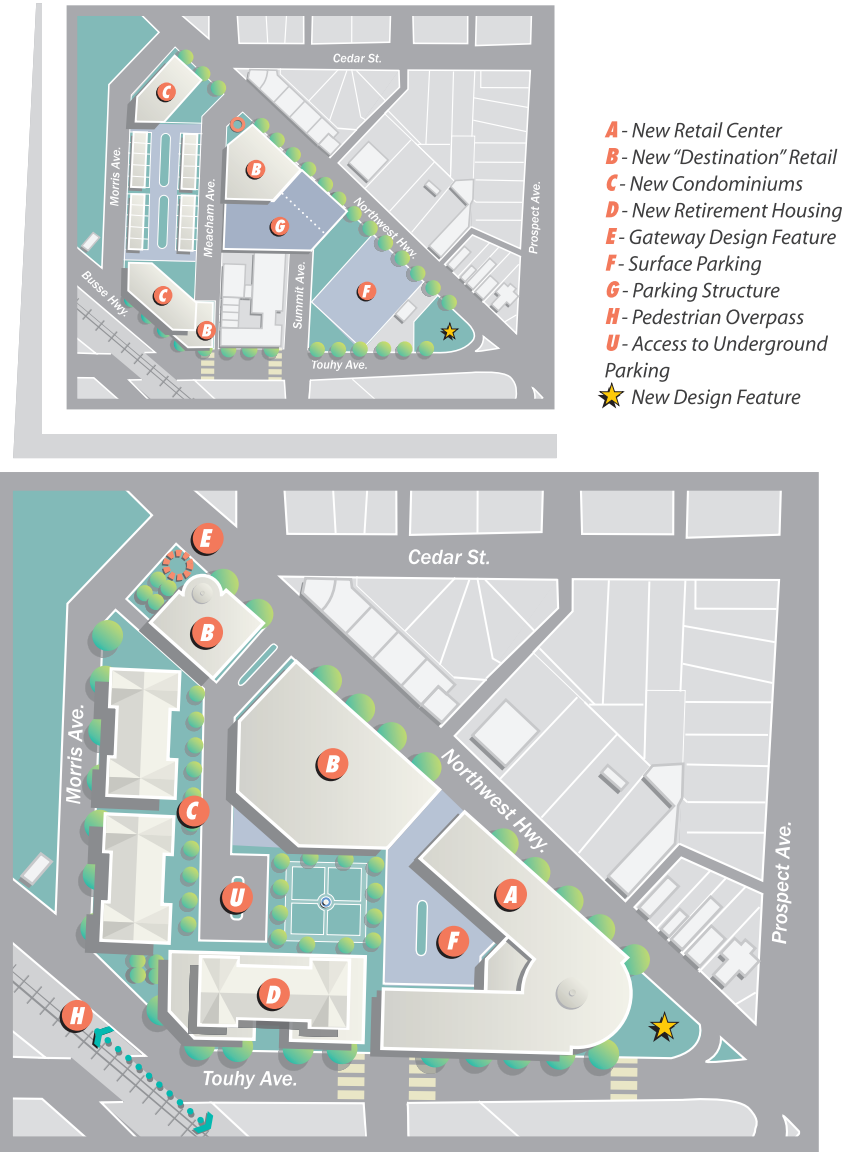 Cedar St.
C
B
Morris Ave.
Meacham Ave.
G
Northwest Hwy.
Prospect Ave.
Summit Ave.
F
C
Busse Hwy.
B
Touhy Ave.
A - New Retail Center
B - New “Destination” Retail
C - New Condominiums
D - New Retirement Housing
E - Gateway Design Feature
F - Surface Parking
G - Parking Structure
H - Pedestrian Overpass
U - Access to Underground
Parking
New Design Feature
E
Cedar St.
B
Morris Ave.
B
Northwest Hwy.
C
A
Prospect Ave.
U
F
D
H
Touhy Ave.